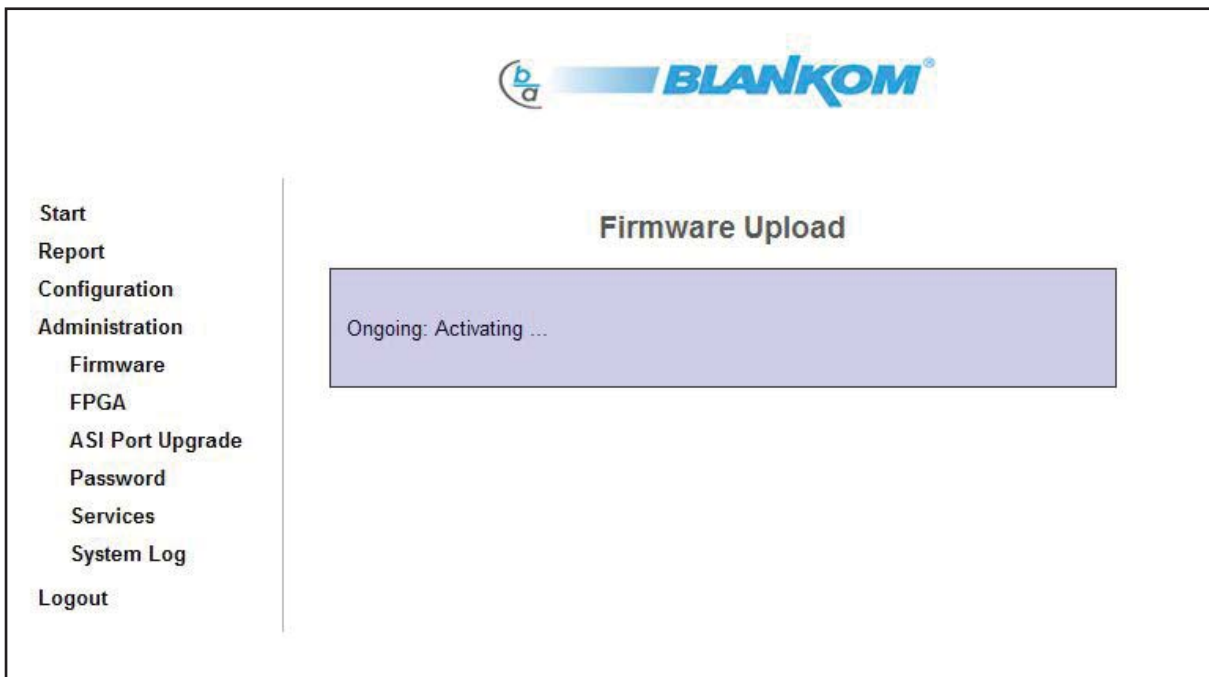 b
a
BLANKOM®
Start
Report
Configuration
Administration
Firmware
FPGA
ASI Port Upgrade
Password
Services
System Log
Logout
Firmware Upload
Ongoing: Activating ...